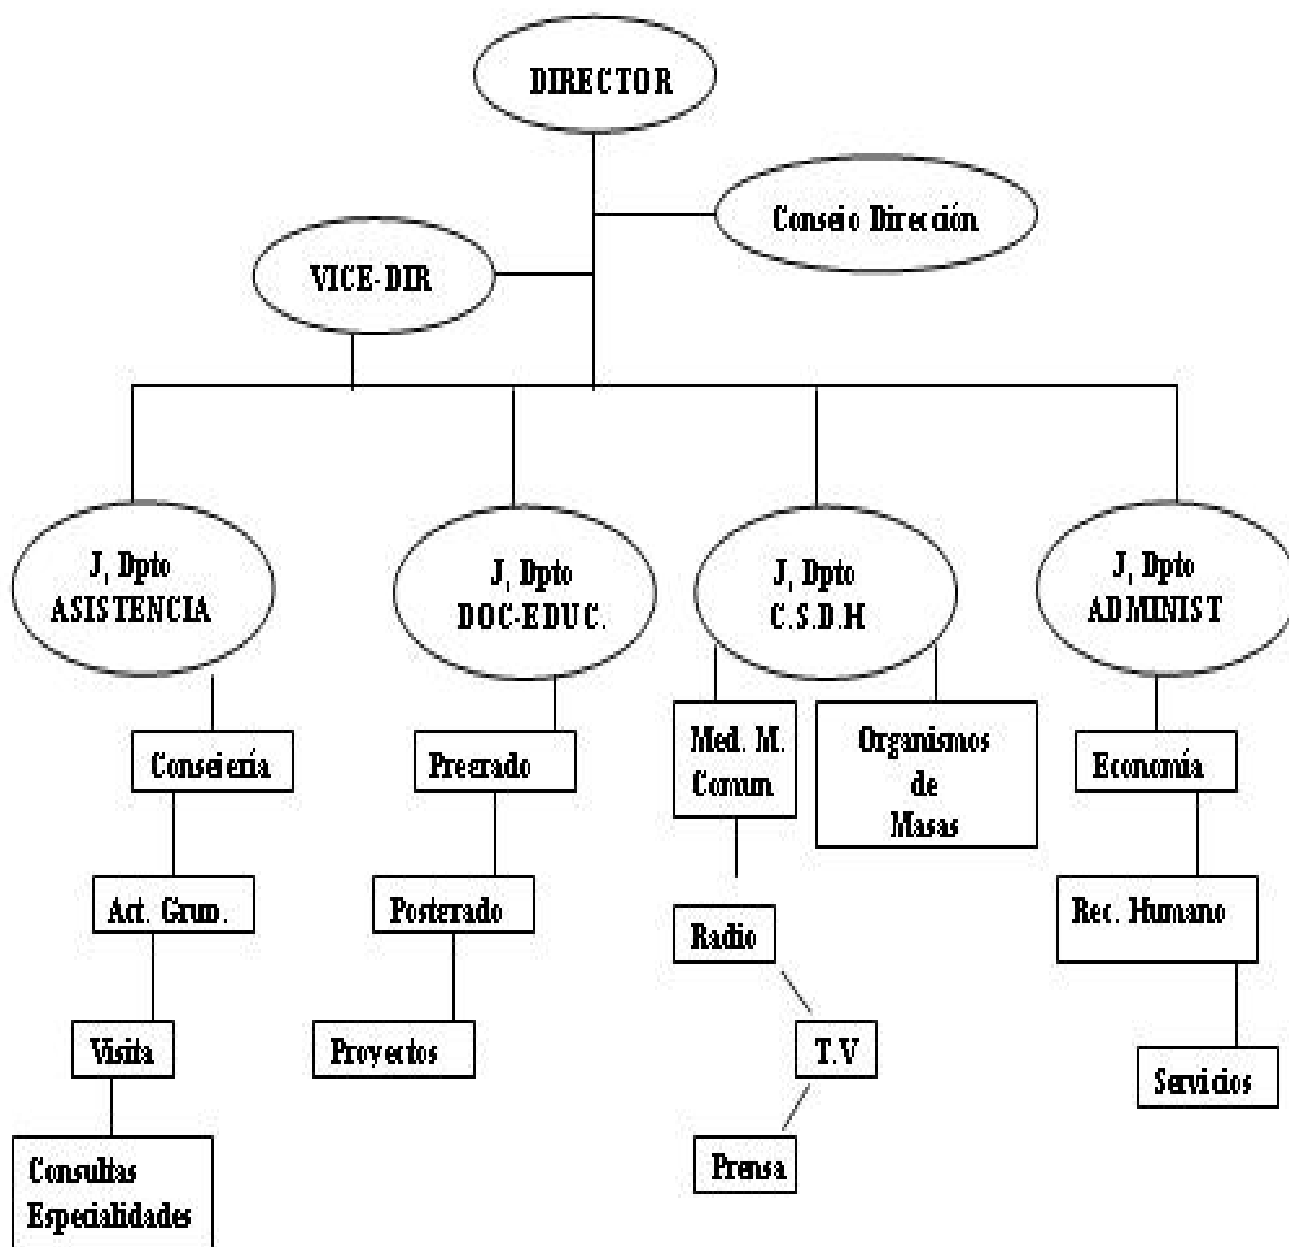 DIRECTOR
Consejo Dirección
VICE-DIR
J, Dpto
ASISTENCIA
J, Dpto
DOC-EDUC.
J, Dpto
C.S.D.H
J, Dpto
ADMINIST
Consejería
Pregrado
Med. M.
Comun
Organismos
de
Masas
Economía
Act. Grup.
Postgrado
Radio
Rec. Humano
Visita
Proyectos
T.V
Servicios
Prensa
Consultas
Especialidades